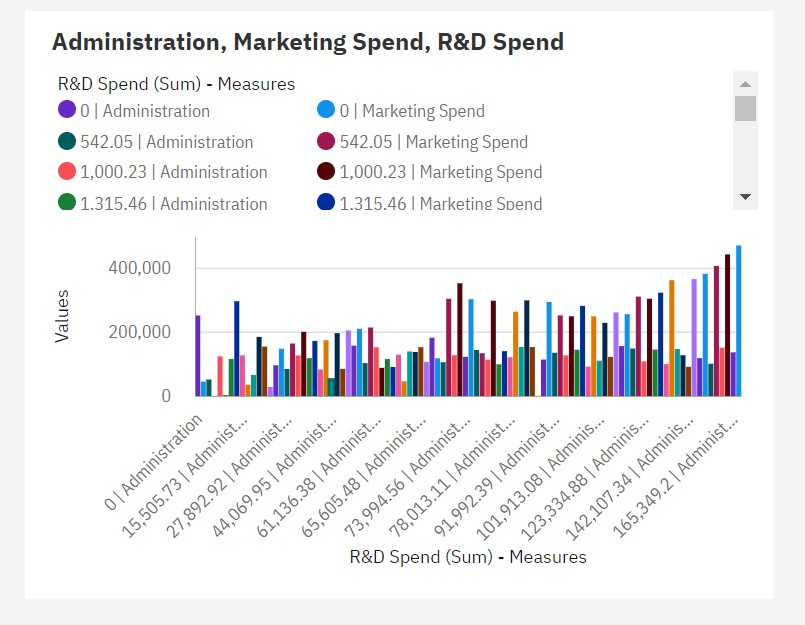 Administration, Marketing Spend, R&D Spend
R&D Spend (Sum) - Measures
0 | Administration
0 | Marketing Spend
542.05 | Administration
542.05 | Marketing Spend
1,000.23 | Administration
1,000.23 | Marketing Spend
1.315.46 | Administration
1.315.46 | Marketing Spend
Values
400,000
200,000
0
0 | Administration
15,505.73 | Administ...
27,892.92 | Administ...
44,069.95 | Administ...
61,136.38 | Administ...
65,605.48 | Administ...
73,994.56 | Administ...
78,013.11 | Administ...
91,992.39 | Administ...
101,913.08 | Adminis...
123,334.88 | Adminis...
142,107.34 | Adminis...
165,349.2 | Administ...
R&D Spend (Sum) - Measures